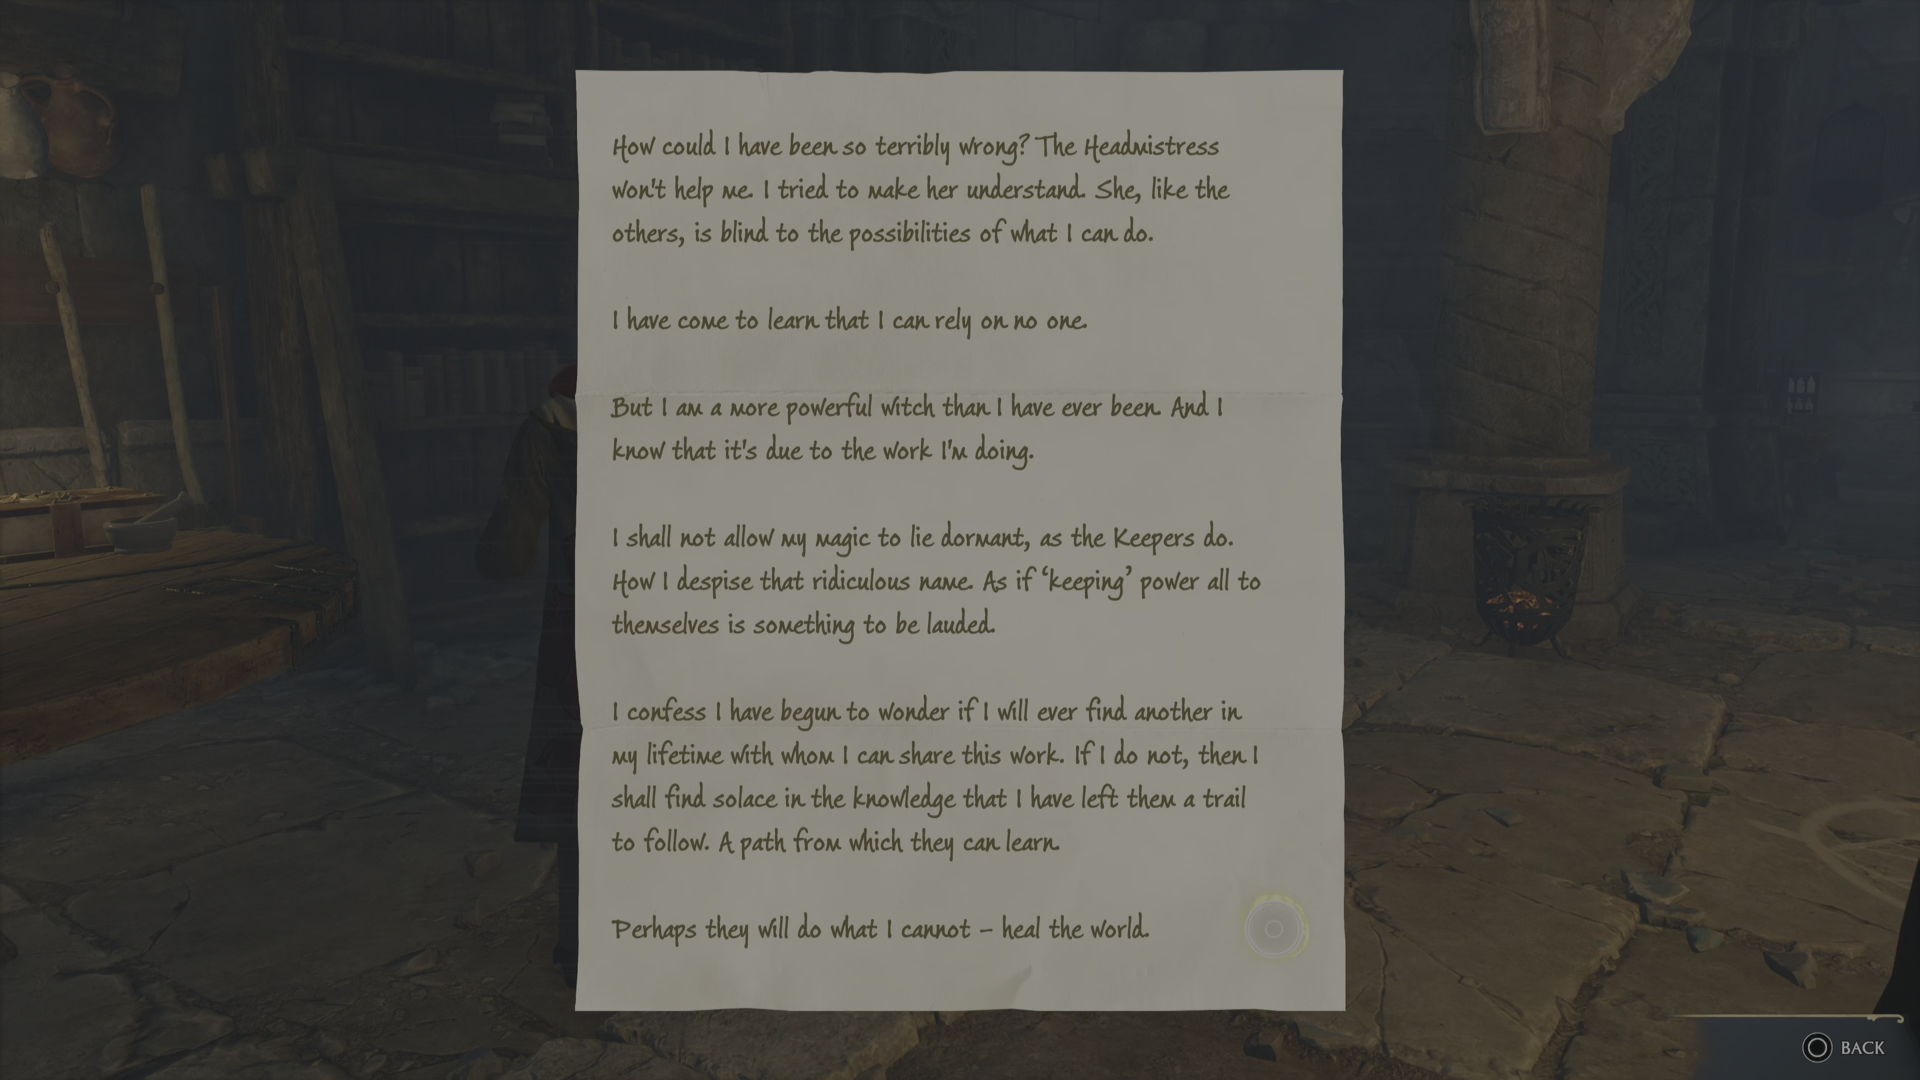 How could I have been so terribly wrong? The Headmistress
won't help me. I tried to make her understand. She, like the
others, is blind to the possibilities of what I can do.
I have come to learn that I can rely on no one.
But I am a more powerful witch than I have ever been. And I
know that it's due to the work I'm doing.
I shall not allow my magic to lie dormant, as the Keepers do.
How I despise that ridiculous name. As if ‘keeping’ power all to
themselves is something to be lauded.
I confess I have begun to wonder if I will ever find another in
my lifetime with whom I can share this work. If I do not, then I
shall find solace in the knowledge that I have left them a trail
to follow. A path from which they can learn.
Perhaps they will do what I cannot – heal the world.
BACK